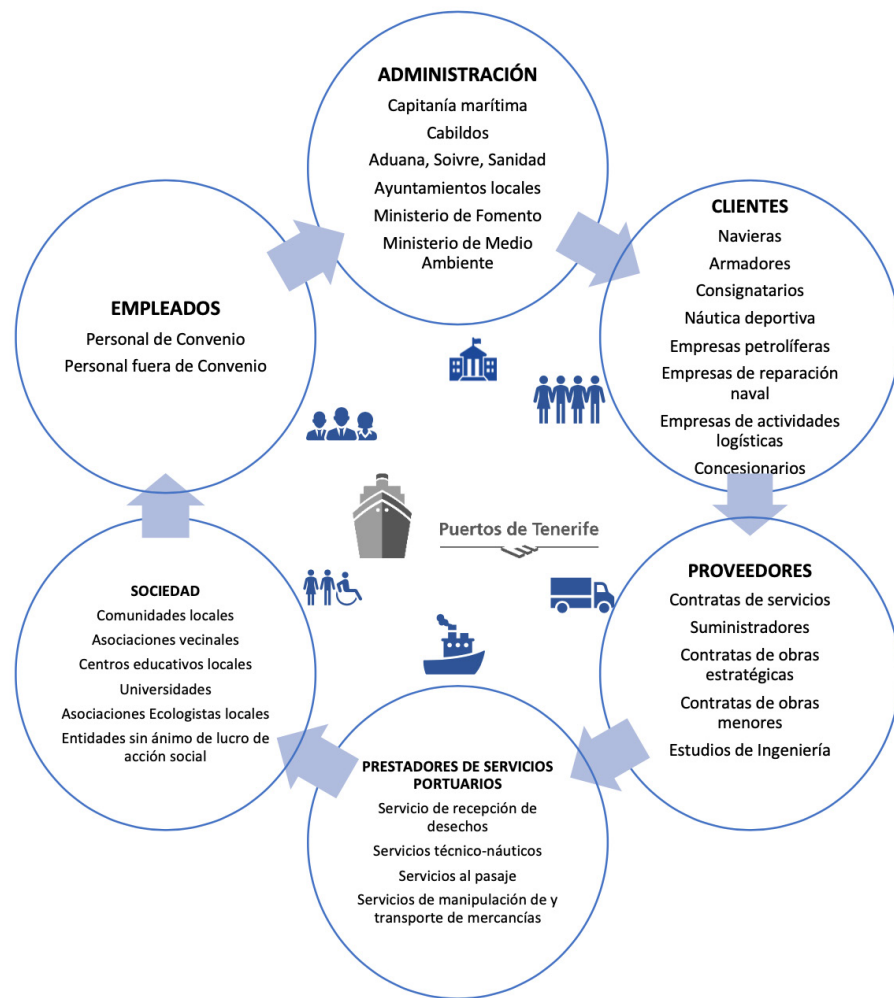 ADMINISTRACIÓN
Capitanía marítima
Cabildos
Aduana, Soivre, Sanidad
Ayuntamientos locales
Ministerio de Fomento
Ministerio de Medio
Ambiente
CLIENTES
Navieras
Armadores
Consignatarios
Náutica deportiva
Empresas petrolíferas
Empresas de reparación
naval
Empresas de actividades
logísticas
Concesionarios
PROVEEDORES
Contratas de servicios
Suministradores
Contratas de obras
estratégicas
Contratas de obras
menores
Estudios de Ingeniería
PRESTADORES DE SERVICIOS
PORTUARIOS
Servicio de recepción de
desechos
Servicios técnico-náuticos
Servicios al pasaje
Servicios de manipulación de y
transporte de mercancías
SOCIEDAD
Comunidades locales
Asociaciones vecinales
Centros educativos locales
Universidades
Asociaciones Ecologistas locales
Entidades sin ánimo de lucro de
acción social
EMPLEADOS
Personal de Convenio
Personal fuera de Convenio
Puertos de Tenerife